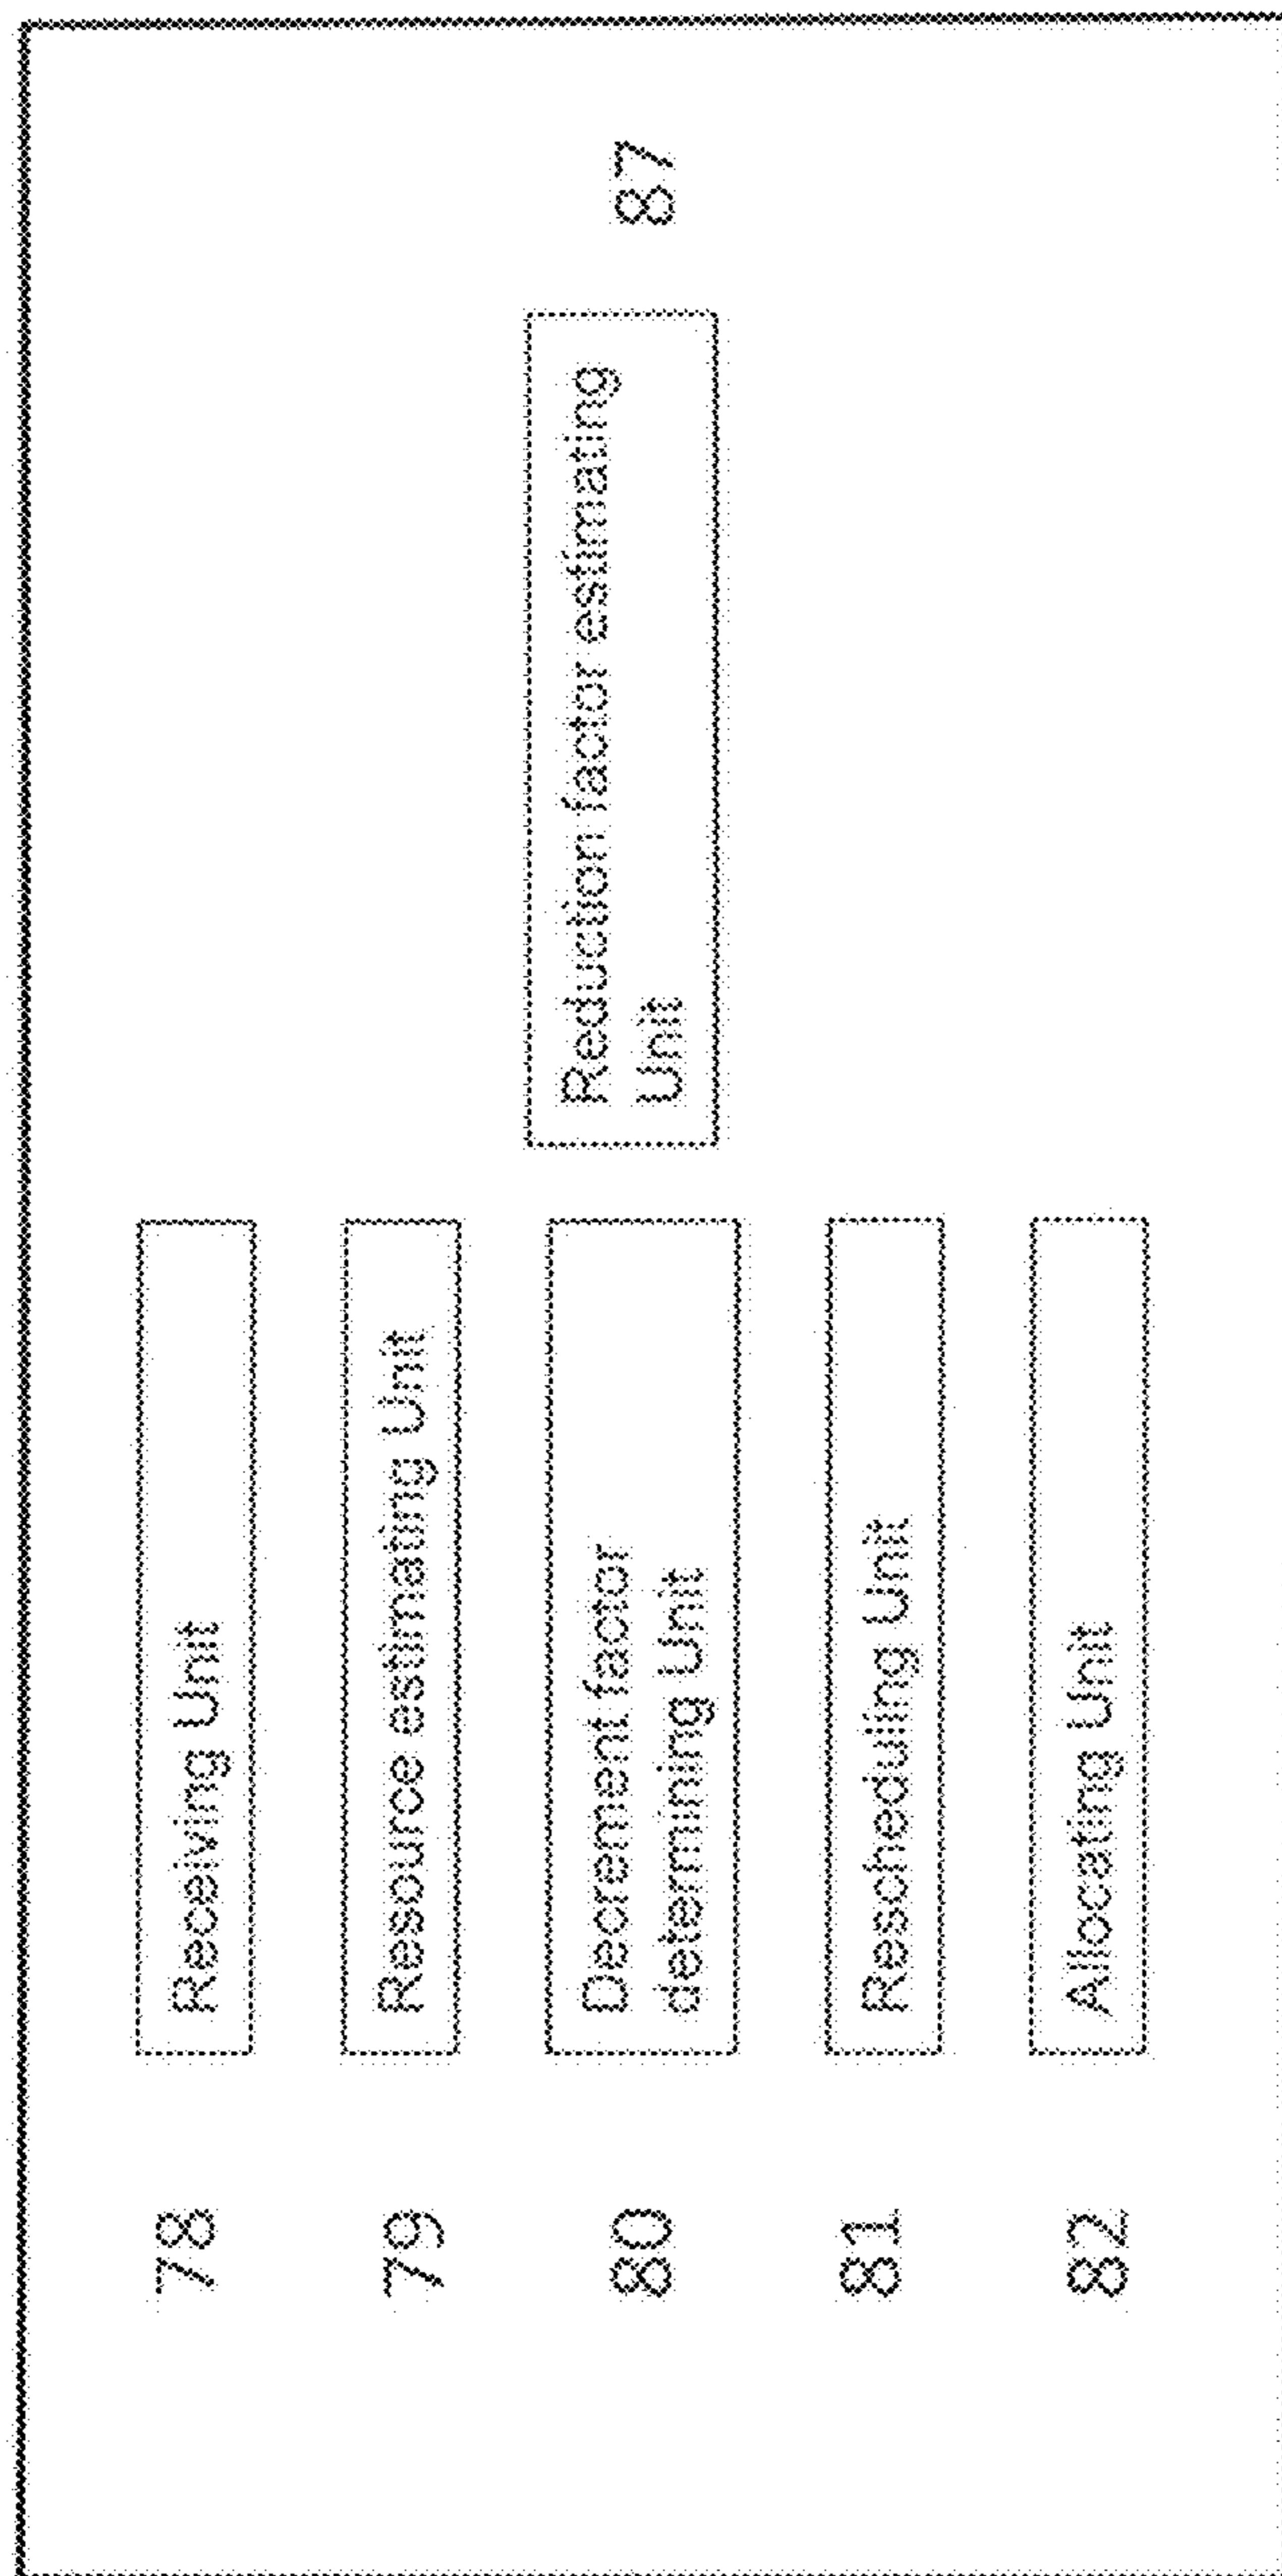 78
Receiving Unit
79
Resource estimating Unit
80
Decrement factor
determining Unit
81
Rescheduling Unit
82
Allocating Unit
Reduction factor estimating
Unit
87